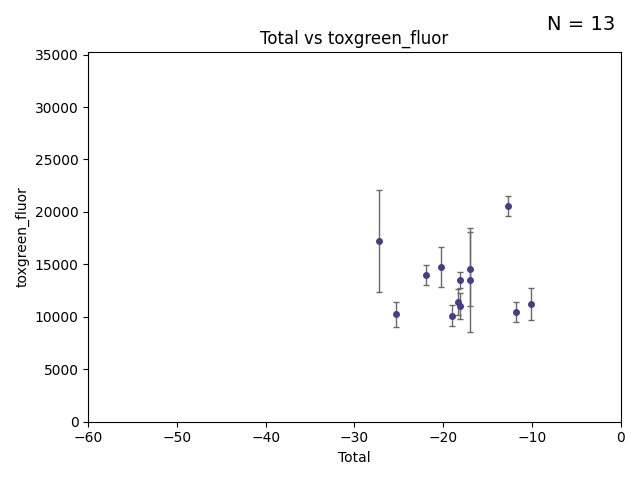 N = 13
Total vs toxgreen_fluor
35000
30000
25000
20000
15000
10000
5000
0
toxgreen_fluor
−60 −50 −40 −30 −20 −10 0
Total